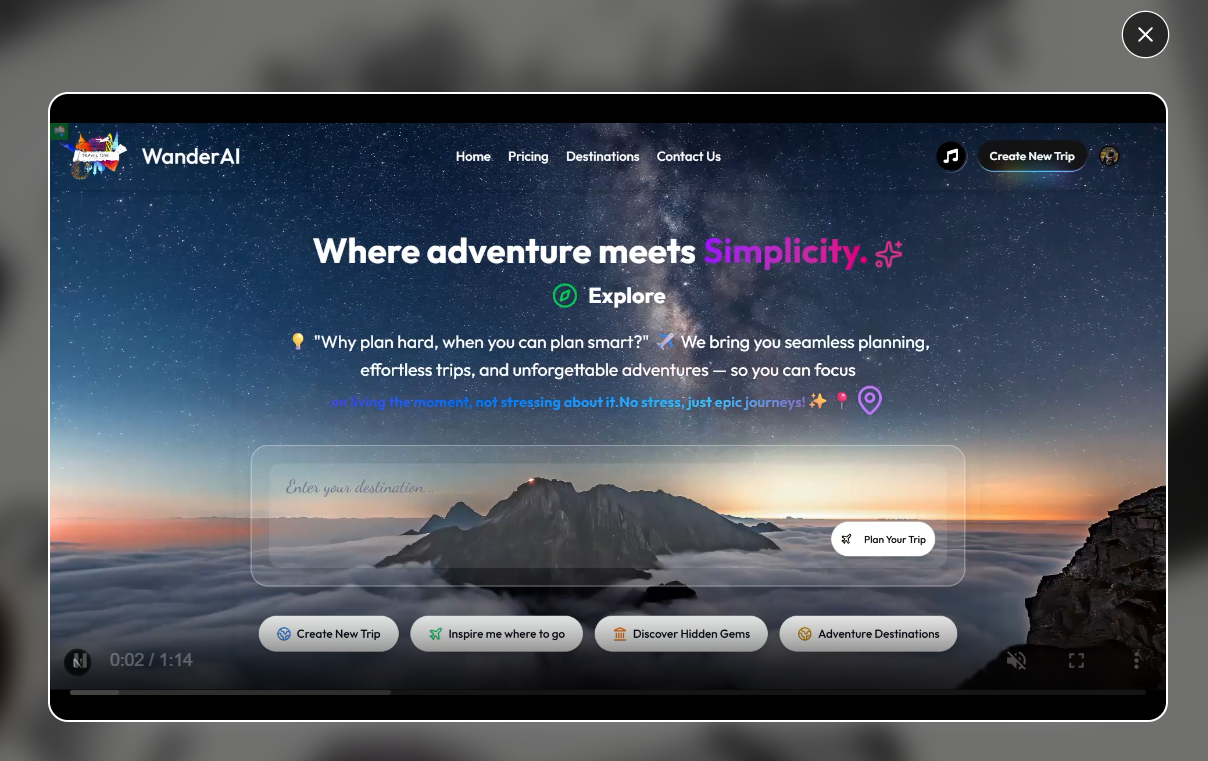 WanderAI
Home Pricing Destinations Contact Us
Create New Trip
Where adventure meets Simplicity.
Explore
💡 "Why plan hard, when you can plan smart?" ✈️ We bring you seamless planning,
effortless trips, and unforgettable adventures — so you can focus
on living the moment, not stressing about it.No stress, just epic journeys! ✨ 📍
Enter your destination...
Plan Your Trip
Create New Trip
Inspire me where to go
Discover Hidden Gems
Adventure Destinations
0:02 / 1:14